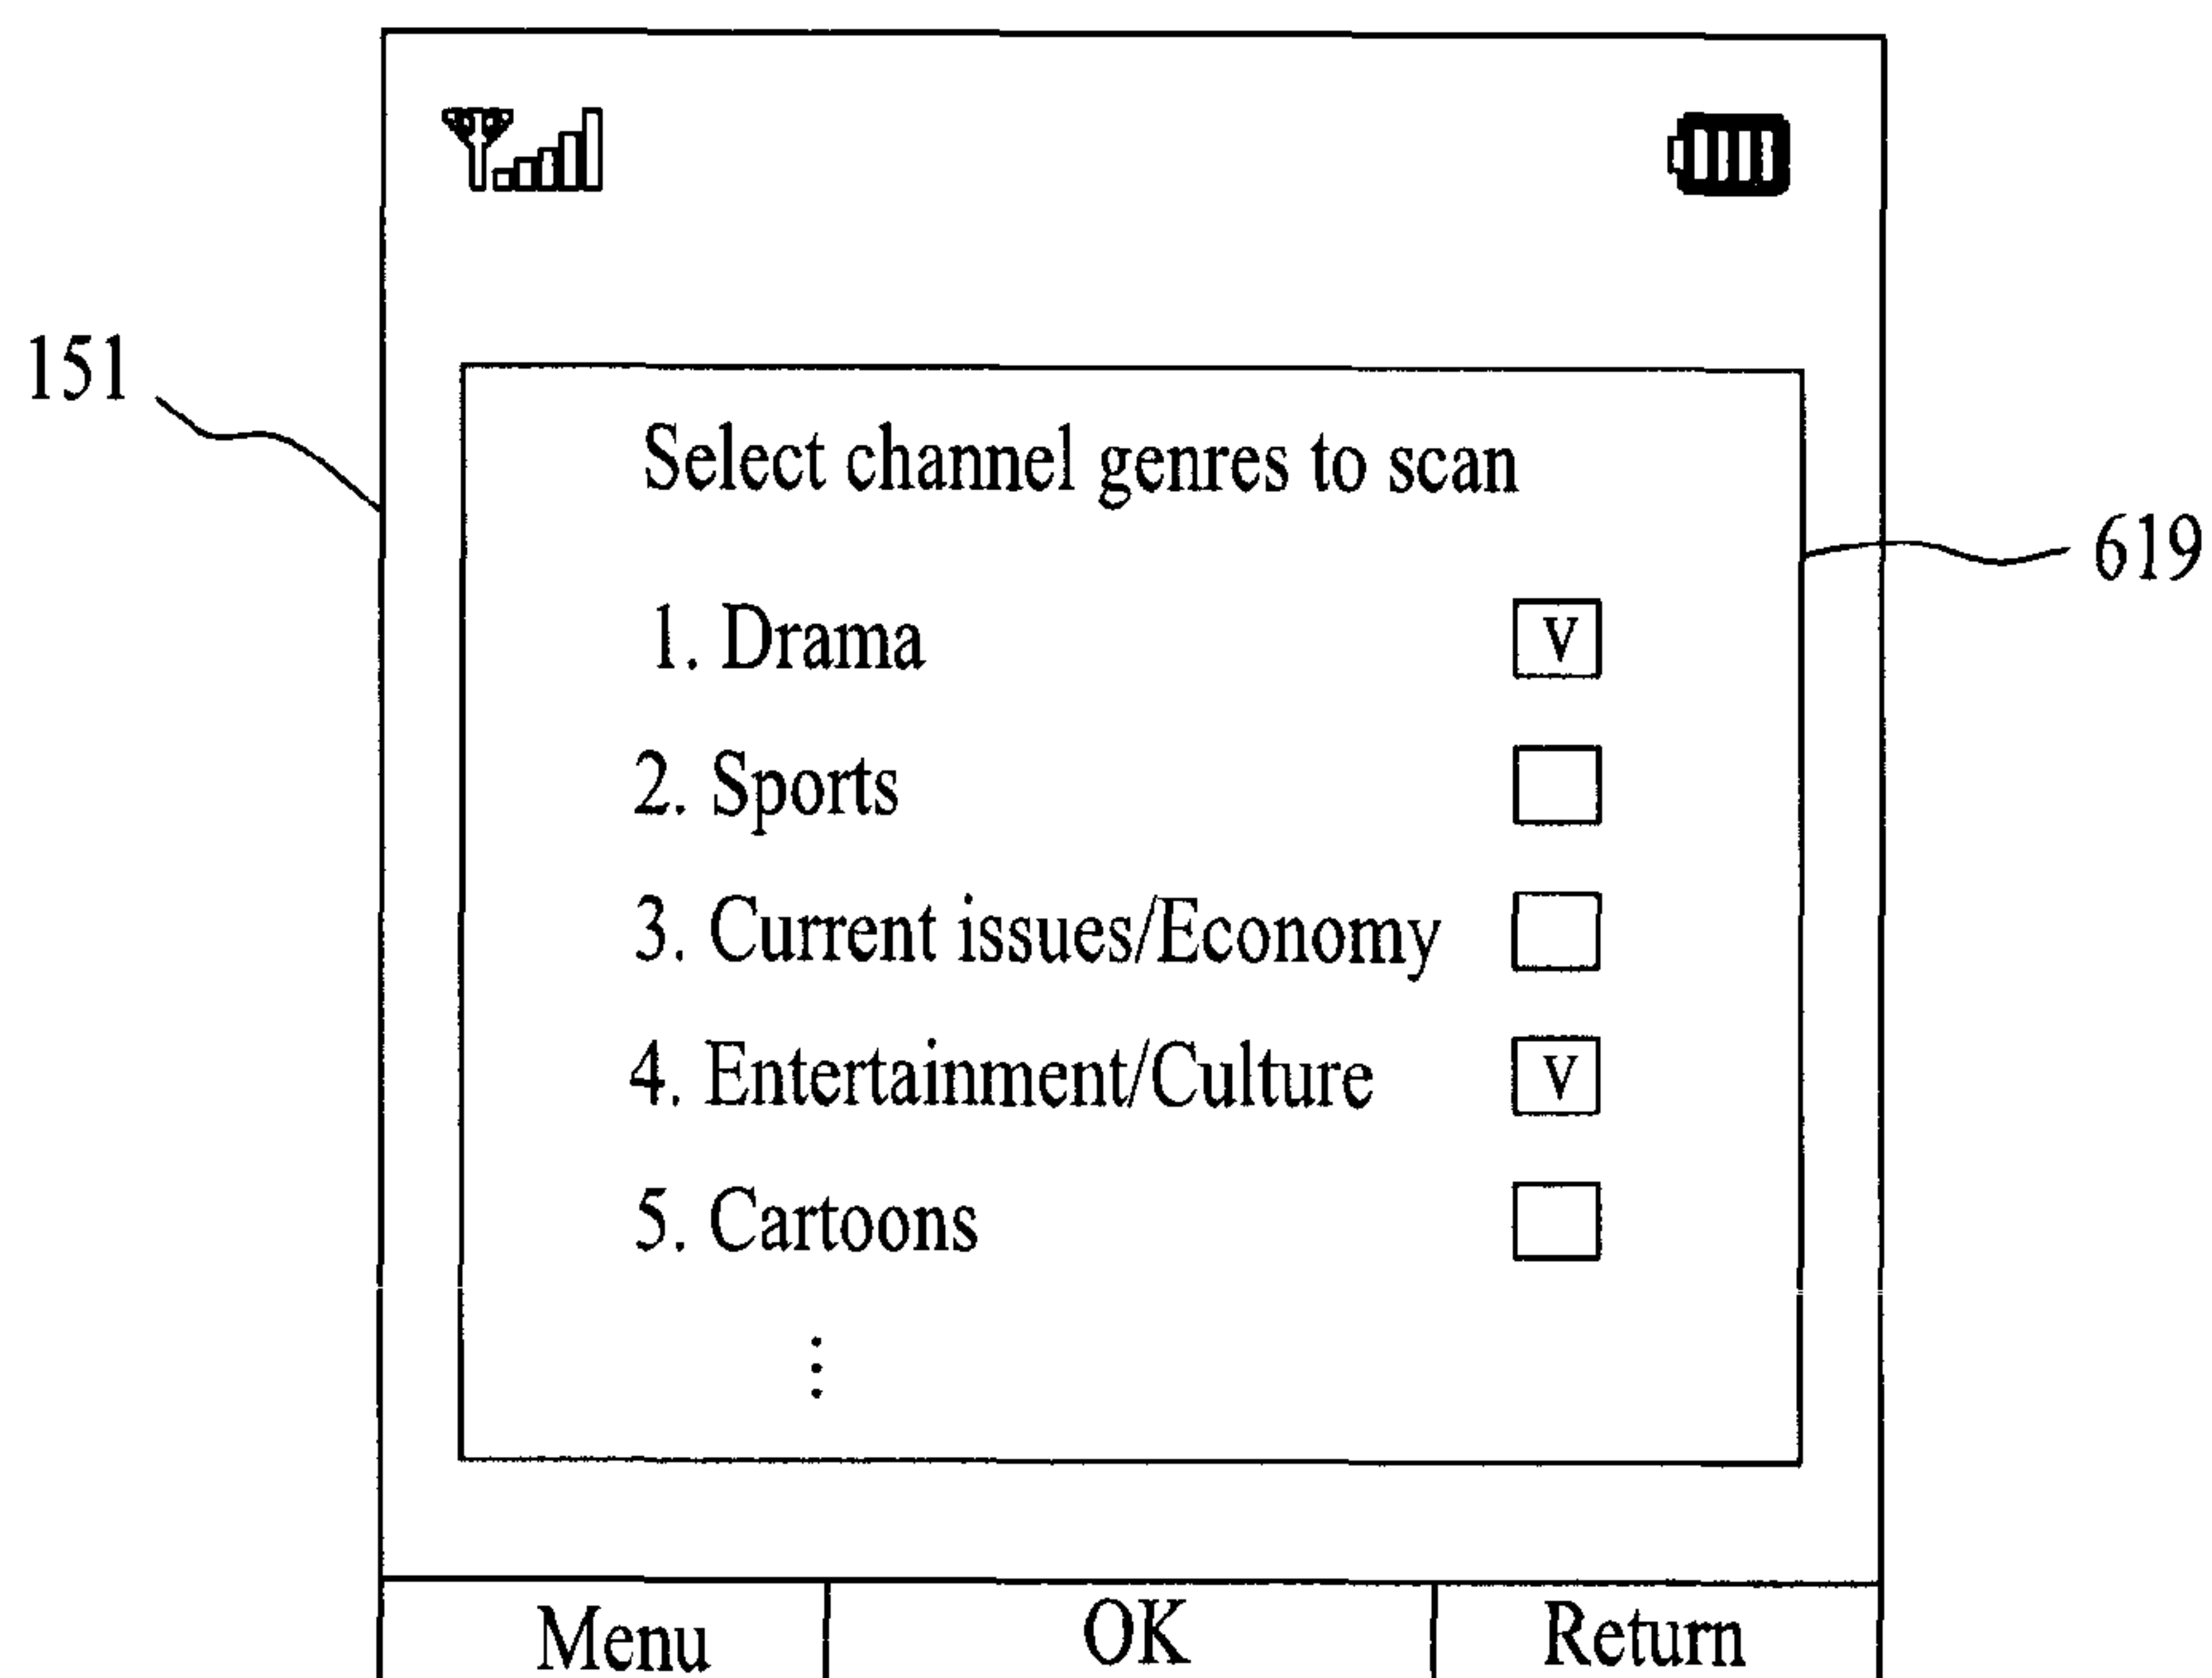 151
Select channel genres to scan
619
1. Drama V
2. Sports
3. Current issues/Economy
4. Entertainment/Culture V
5. Cartoons
Menu OK Return